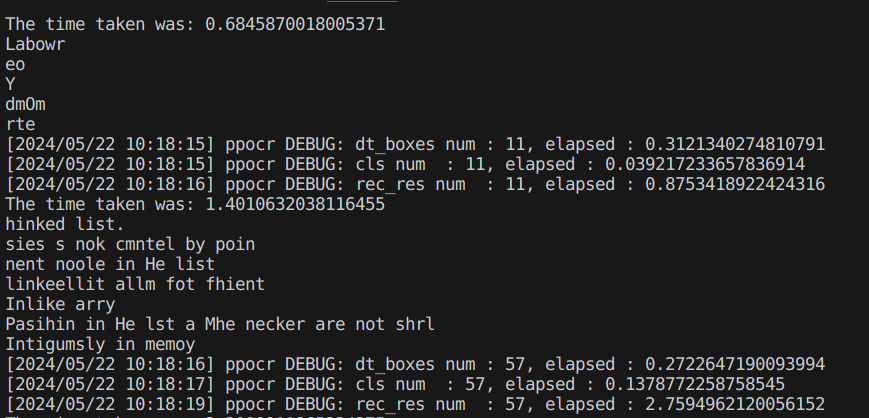 The time taken was: 0.6845870018005371
Labowr
eo
Y
dmOm
rte
[2024/05/22 10:18:15] ppocr DEBUG: dt_boxes num : 11, elapsed : 0.3121340274810791
[2024/05/22 10:18:15] ppocr DEBUG: cls num  : 11, elapsed : 0.039217233657836914
[2024/05/22 10:18:16] ppocr DEBUG: rec_res num  : 11, elapsed : 0.8753418922424316
The time taken was: 1.4010632038116455
hinked list.
sies s nok cmntel by poin
nent noole in He list
linkeellit allm fot fhient
Inlike arry
Pasihin in He lst a Mhe necker are not shrl
Intigumsly in memoy
[2024/05/22 10:18:16] ppocr DEBUG: dt_boxes num : 57, elapsed : 0.2722647190093994
[2024/05/22 10:18:17] ppocr DEBUG: cls num  : 57, elapsed : 0.1378772258758545
[2024/05/22 10:18:19] ppocr DEBUG: rec_res num  : 57, elapsed : 2.7594962120056152